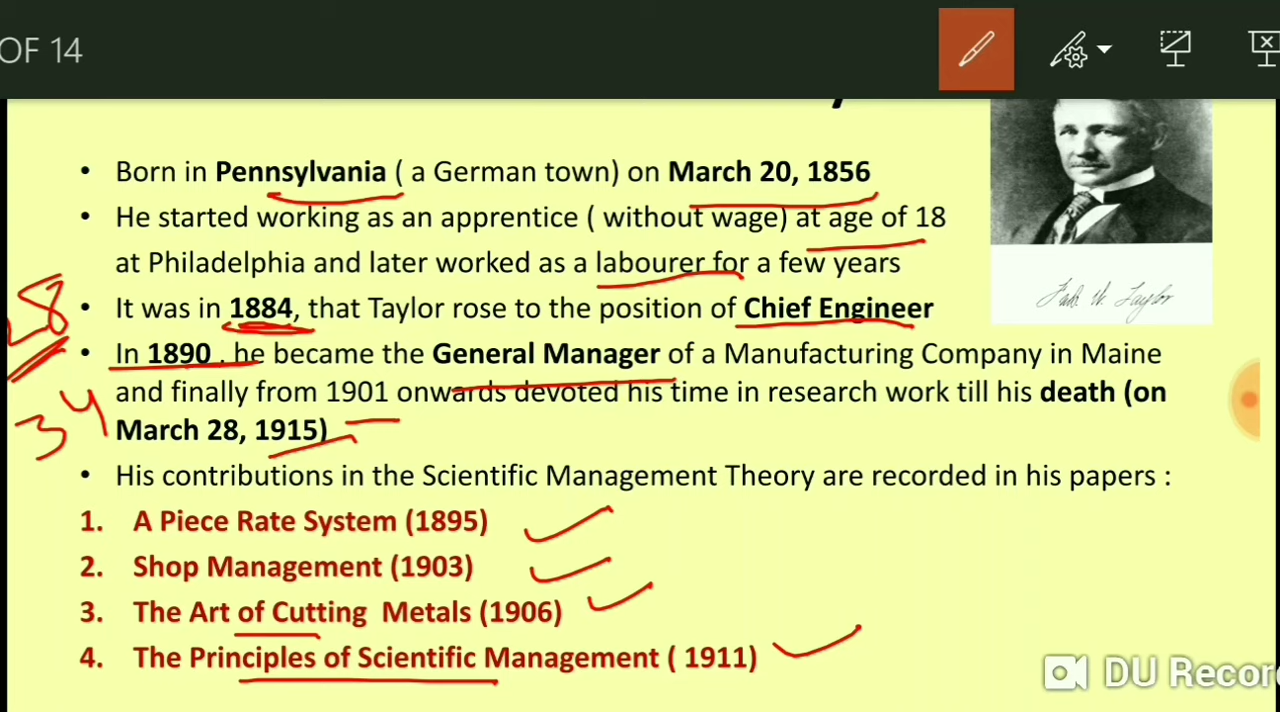 OF 14
• Born in Pennsylvania ( a German town) on March 20, 1856
• He started working as an apprentice ( without wage) at age of 18
at Philadelphia and later worked as a labourer for a few years
• It was in 1884, that Taylor rose to the position of Chief Engineer
28
• In 1890 , he became the General Manager of a Manufacturing Company in Maine
and finally from 1901 onwards devoted his time in research work till his death (on
34
March 28, 1915)
• His contributions in the Scientific Management Theory are recorded in his papers :
1. A Piece Rate System (1895)
2. Shop Management (1903)
3. The Art of Cutting Metals (1906)
4. The Principles of Scientific Management ( 1911)
DU Recor